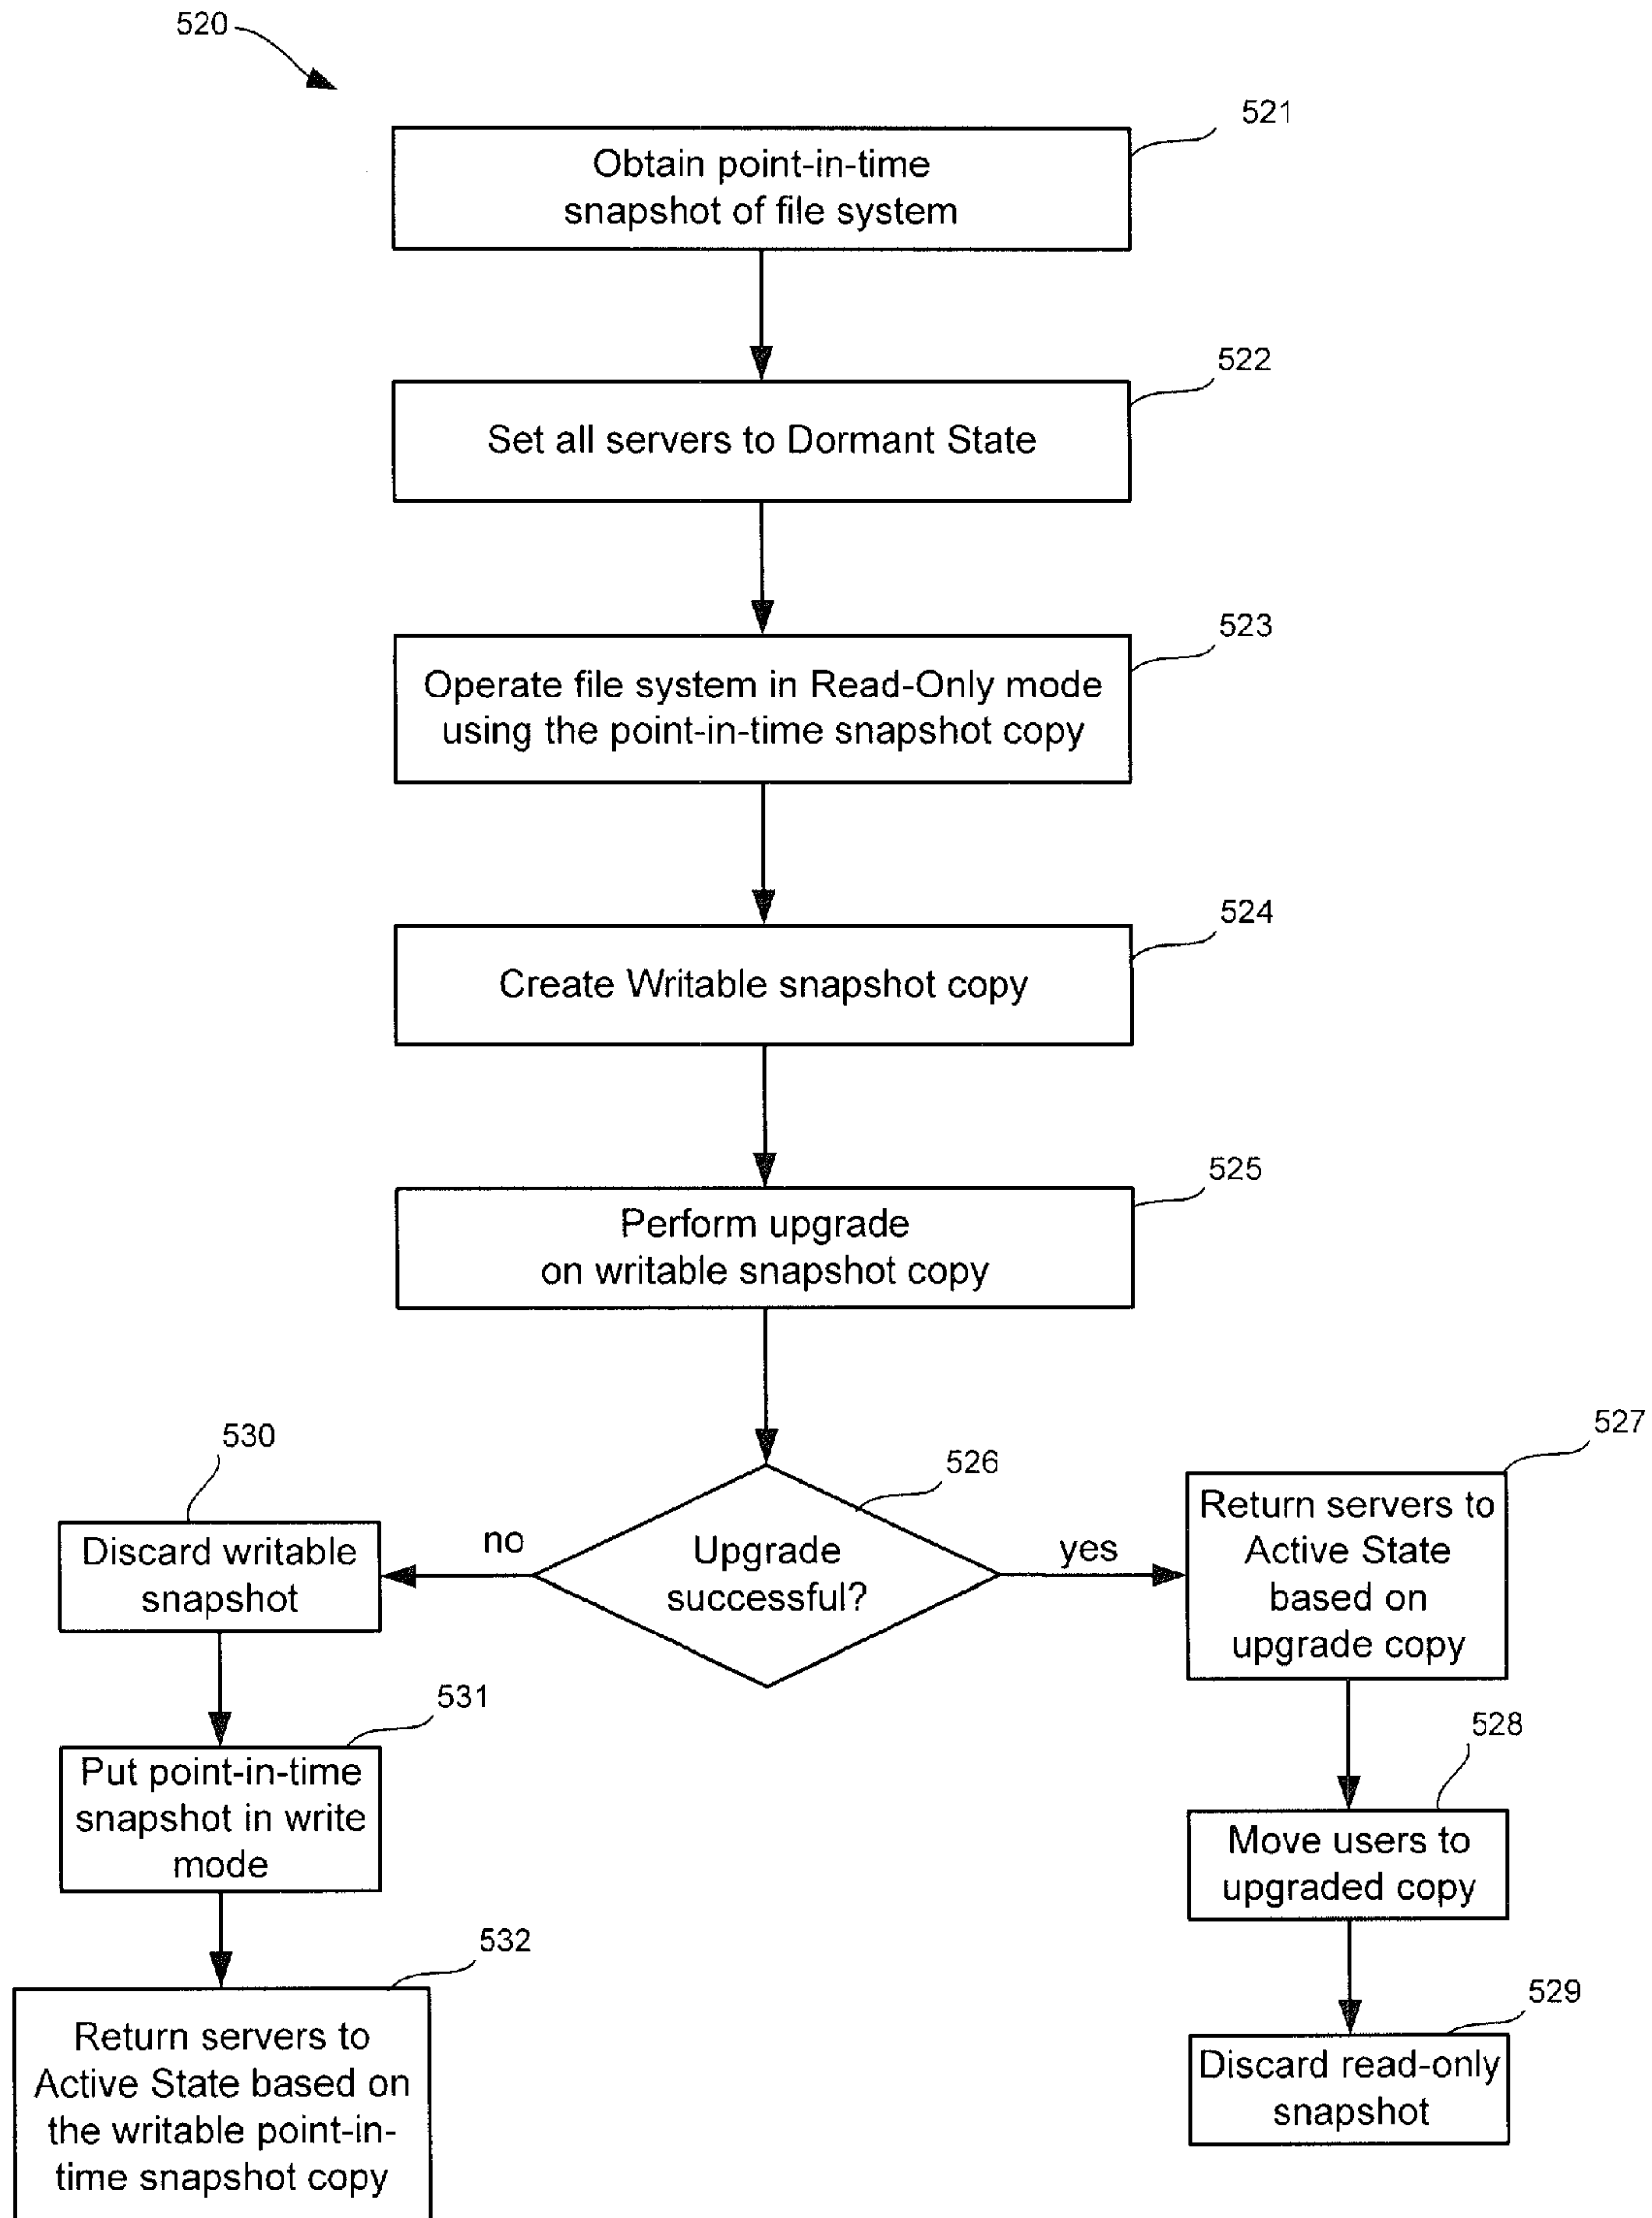 520
521
Obtain point-in-time
snapshot of file system
522
Set all servers to Dormant State
523
Operate file system in Read-Only mode
using the point-in-time snapshot copy
524
Create Writable snapshot copy
525
Perform upgrade
on writable snapshot copy
526
Upgrade
successful?
no
yes
530
Discard writable
snapshot
531
Put point-in-time
snapshot in write
mode
532
Return servers to
Active State based on
the writable point-in-
time snapshot copy
527
Return servers to
Active State
based on
upgrade copy
528
Move users to
upgraded copy
529
Discard read-only
snapshot